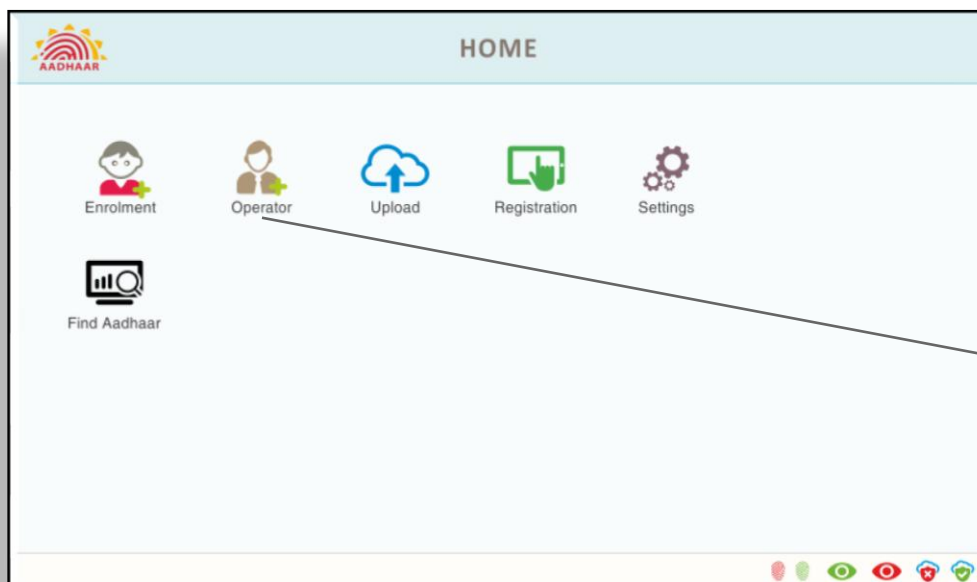 AADHAAR
HOME
Enrolment
Operator
Upload
Registration
Settings
Find Aadhaar